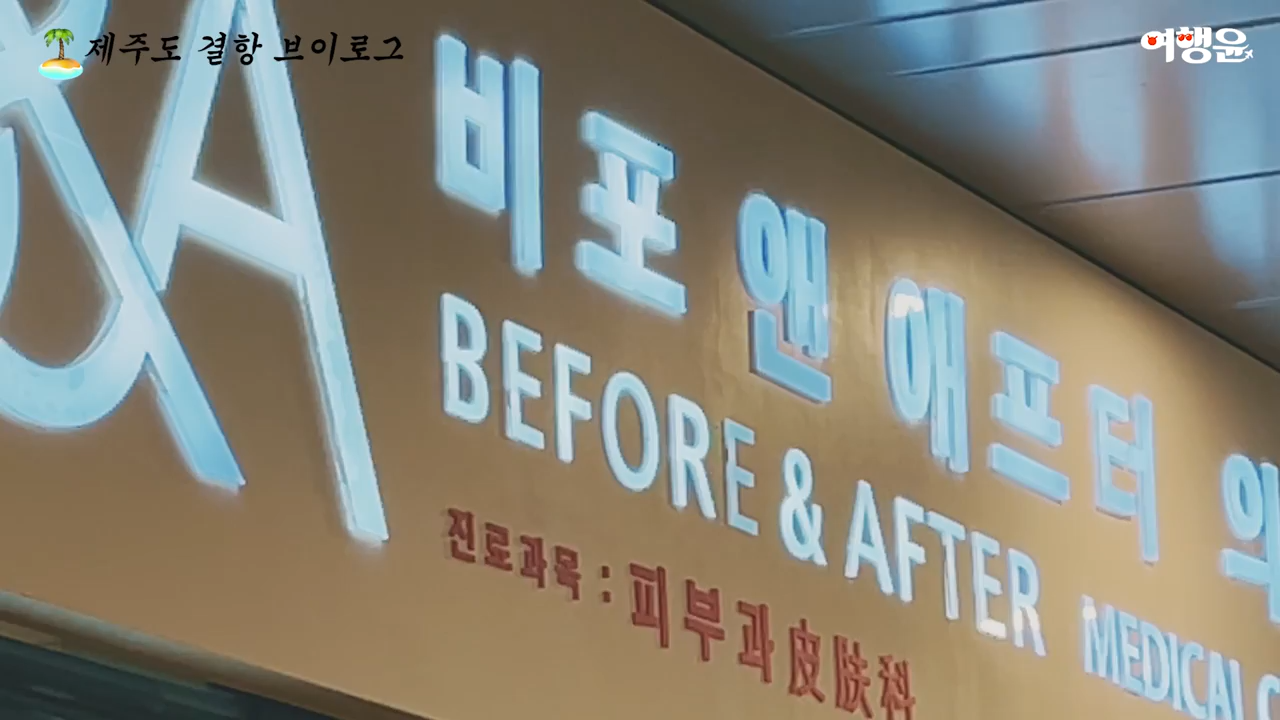 제주도 결항 브이로그
여행윤
&A
비포 앤 애프터
BEFORE & AFTER MEDICAL
진료과목 : 피부과 皮肤科